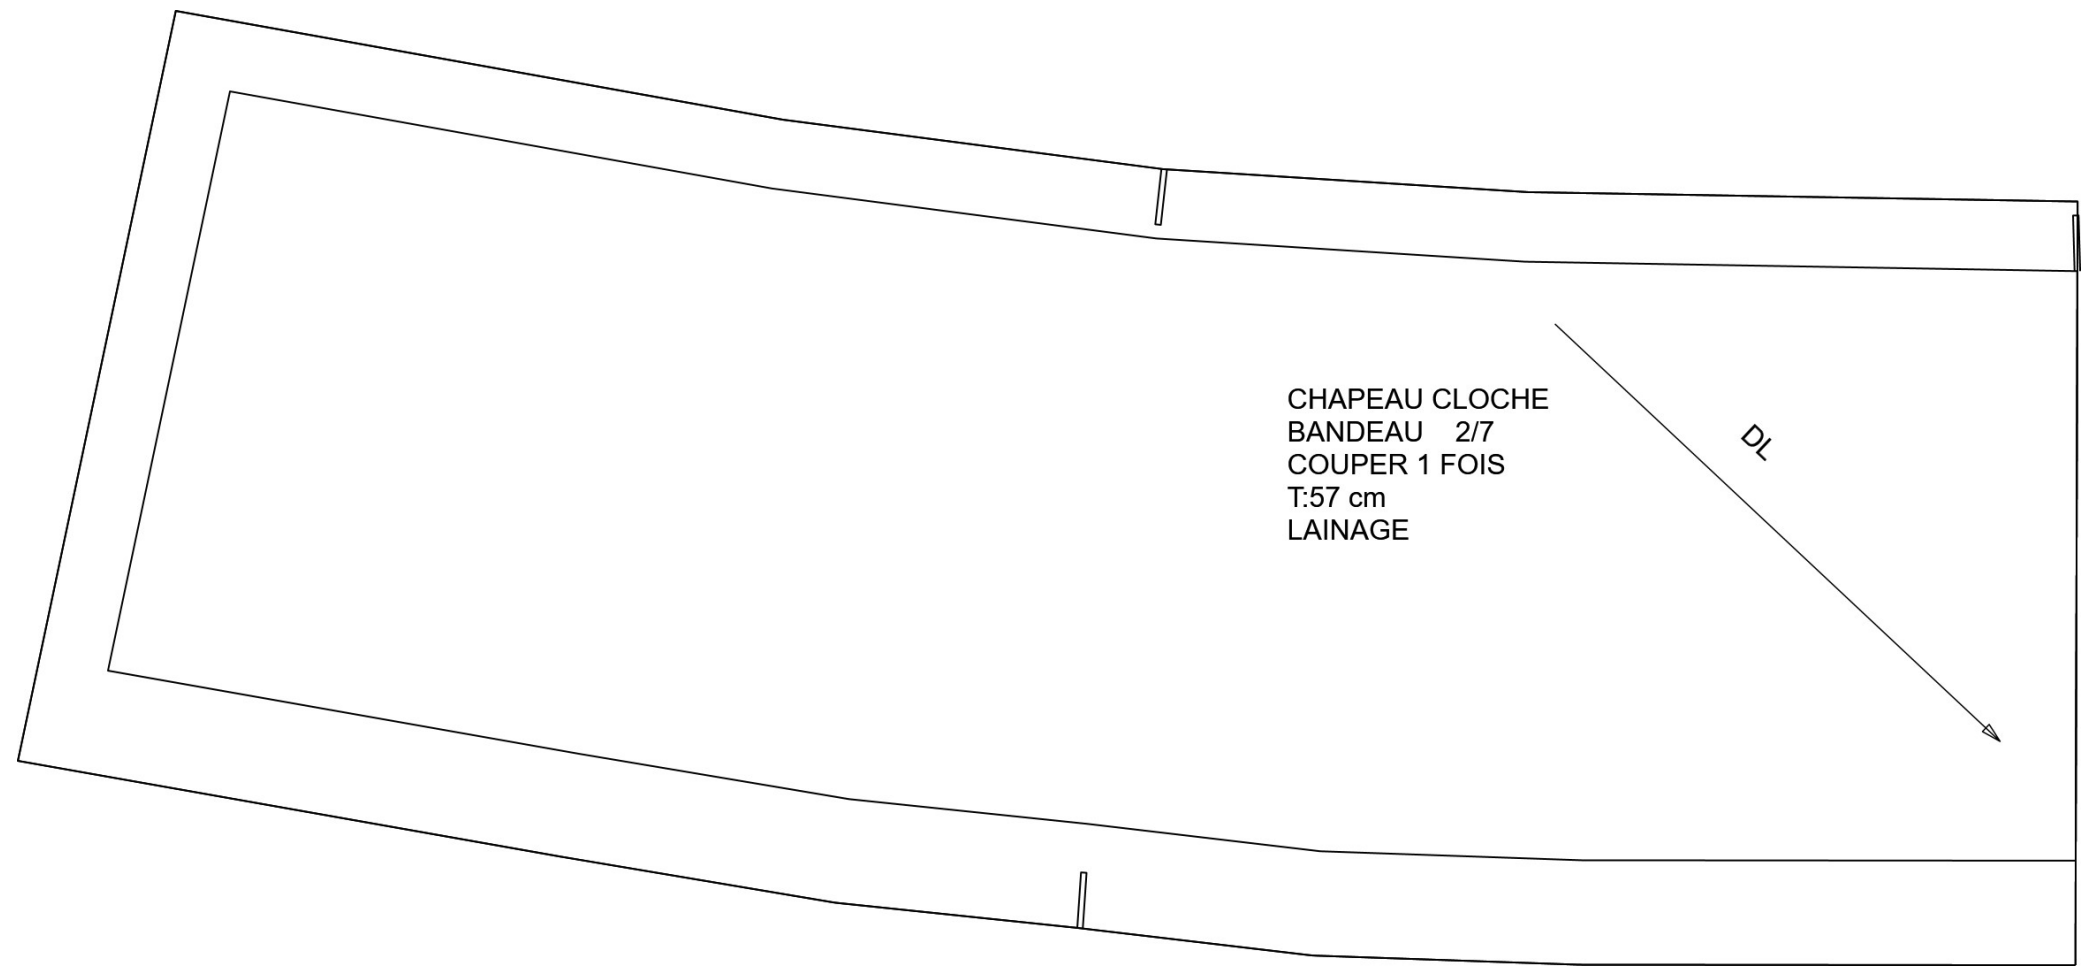 CHAPEAU CLOCHE
BANDEAU 2/7
COUPER 1 FOIS
T:57 cm
LAINAGE
DL